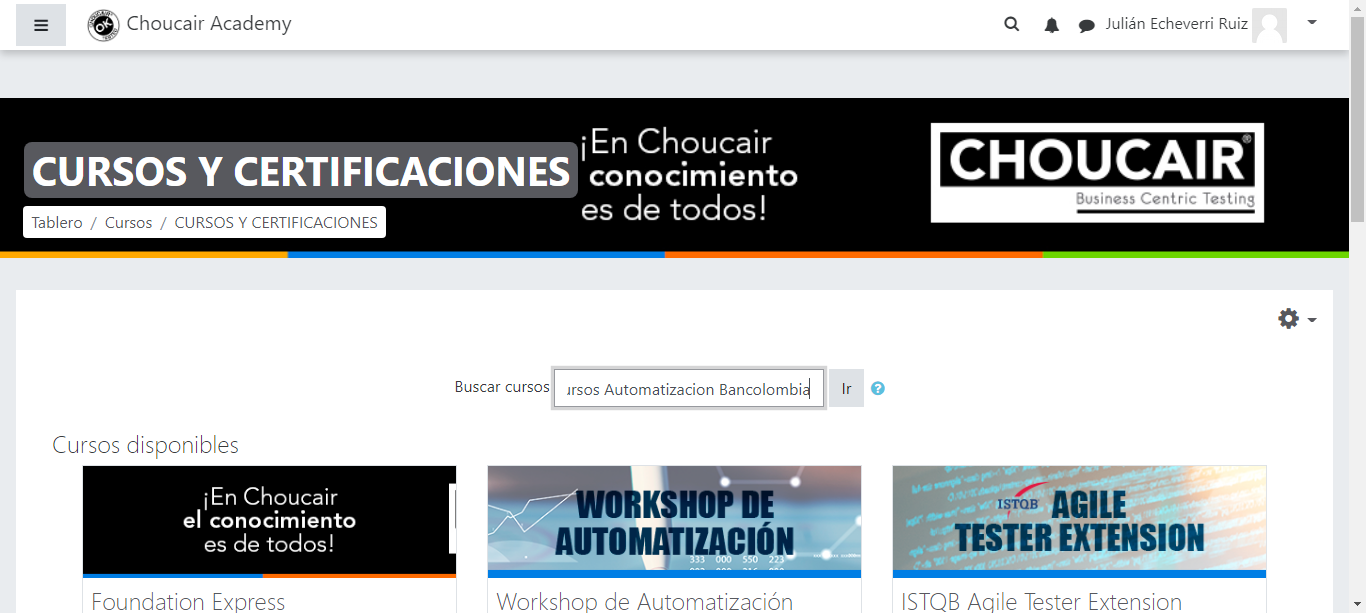 Choucair Academy
Julián Echeverri Ruiz
CURSOS Y CERTIFICACIONES
¡En Choucair
conocimiento
es de todos!
CHOUCAIR®
Business Centric Testing
Tablero / Cursos / CURSOS Y CERTIFICACIONES
Buscar cursos
Automatizacion Bancolombia
Ir
Cursos disponibles
¡En Choucair
el conocimiento
es de todos!
WORKSHOP DE
AUTOMATIZACIÓN
333 000 550 223
ISTQB AGILE
TESTER EXTENSION
Foundation Express
Workshop de Automatización
ISTQB Agile Tester Extension